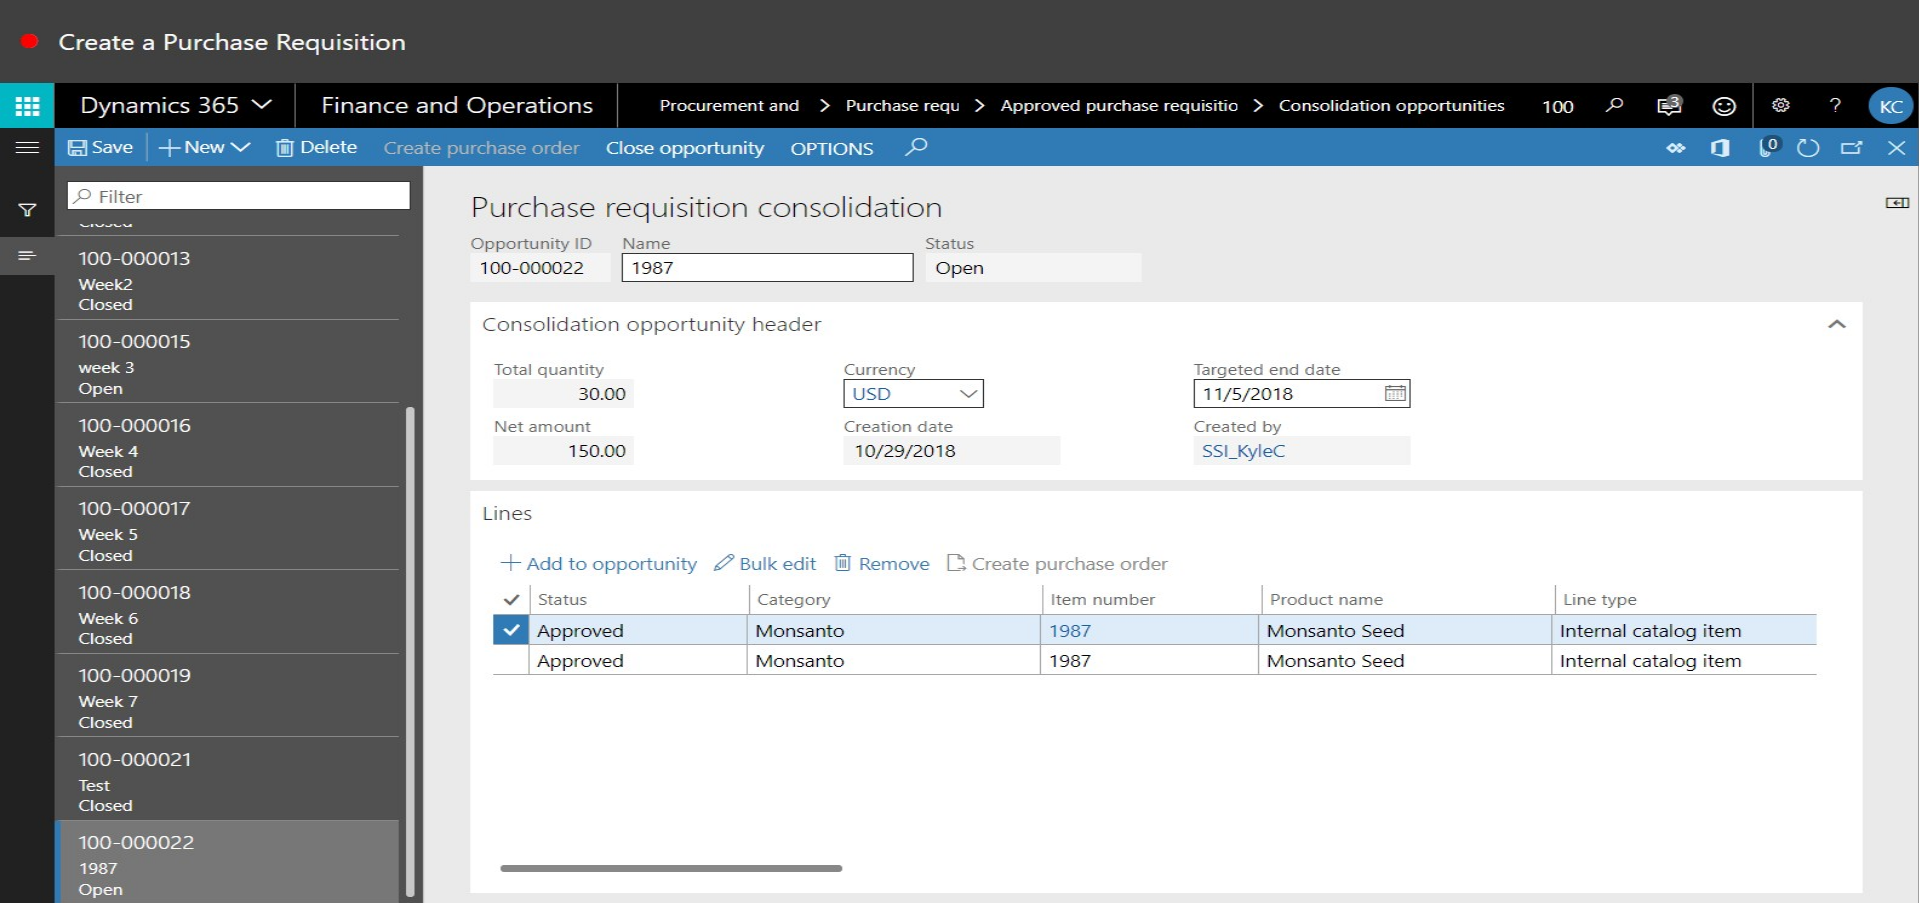 Create a Purchase Requisition
Dynamics 365
Finance and Operations
Procurement and > Purchase requ > Approved purchase requisitio > Consolidation opportunities
100
3
?
KC
Save
New
Delete
Create purchase order
Close opportunity
OPTIONS
0
Filter
Closed
100-000013
Week2
Closed
100-000015
week 3
Open
100-000016
Week 4
Closed
100-000017
Week 5
Closed
100-000018
Week 6
Closed
100-000019
Week 7
Closed
100-000021
Test
Closed
100-000022
1987
Open
Purchase requisition consolidation
Opportunity ID Name Status
100-000022 1987 Open
Consolidation opportunity header
Total quantity Currency Targeted end date
30.00 USD 11/5/2018
Net amount Creation date Created by
150.00 10/29/2018 SSI_KyleC
Lines
Add to opportunity Bulk edit Remove Create purchase order
Status Category Item number Product name Line type
Approved Monsanto 1987 Monsanto Seed Internal catalog item
Approved Monsanto 1987 Monsanto Seed Internal catalog item